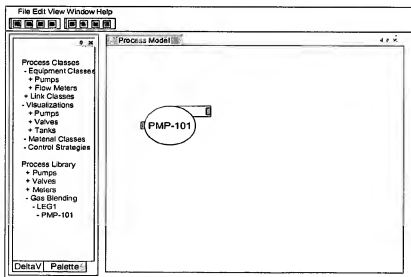 File Edit View Window Help
Process Model
Process Classes
- Equipment Classes
+ Pumps
+ Flow Meters
+ Link Classes
- Visualizations
+ Pumps
+ Valves
+ Tanks
- Material Classes
- Control Strategies
Process Library
+ Pumps
+ Valves
+ Meters
- Gas Blending
- LEG1
- PMP-101
PMP-101
DeltaV Palette